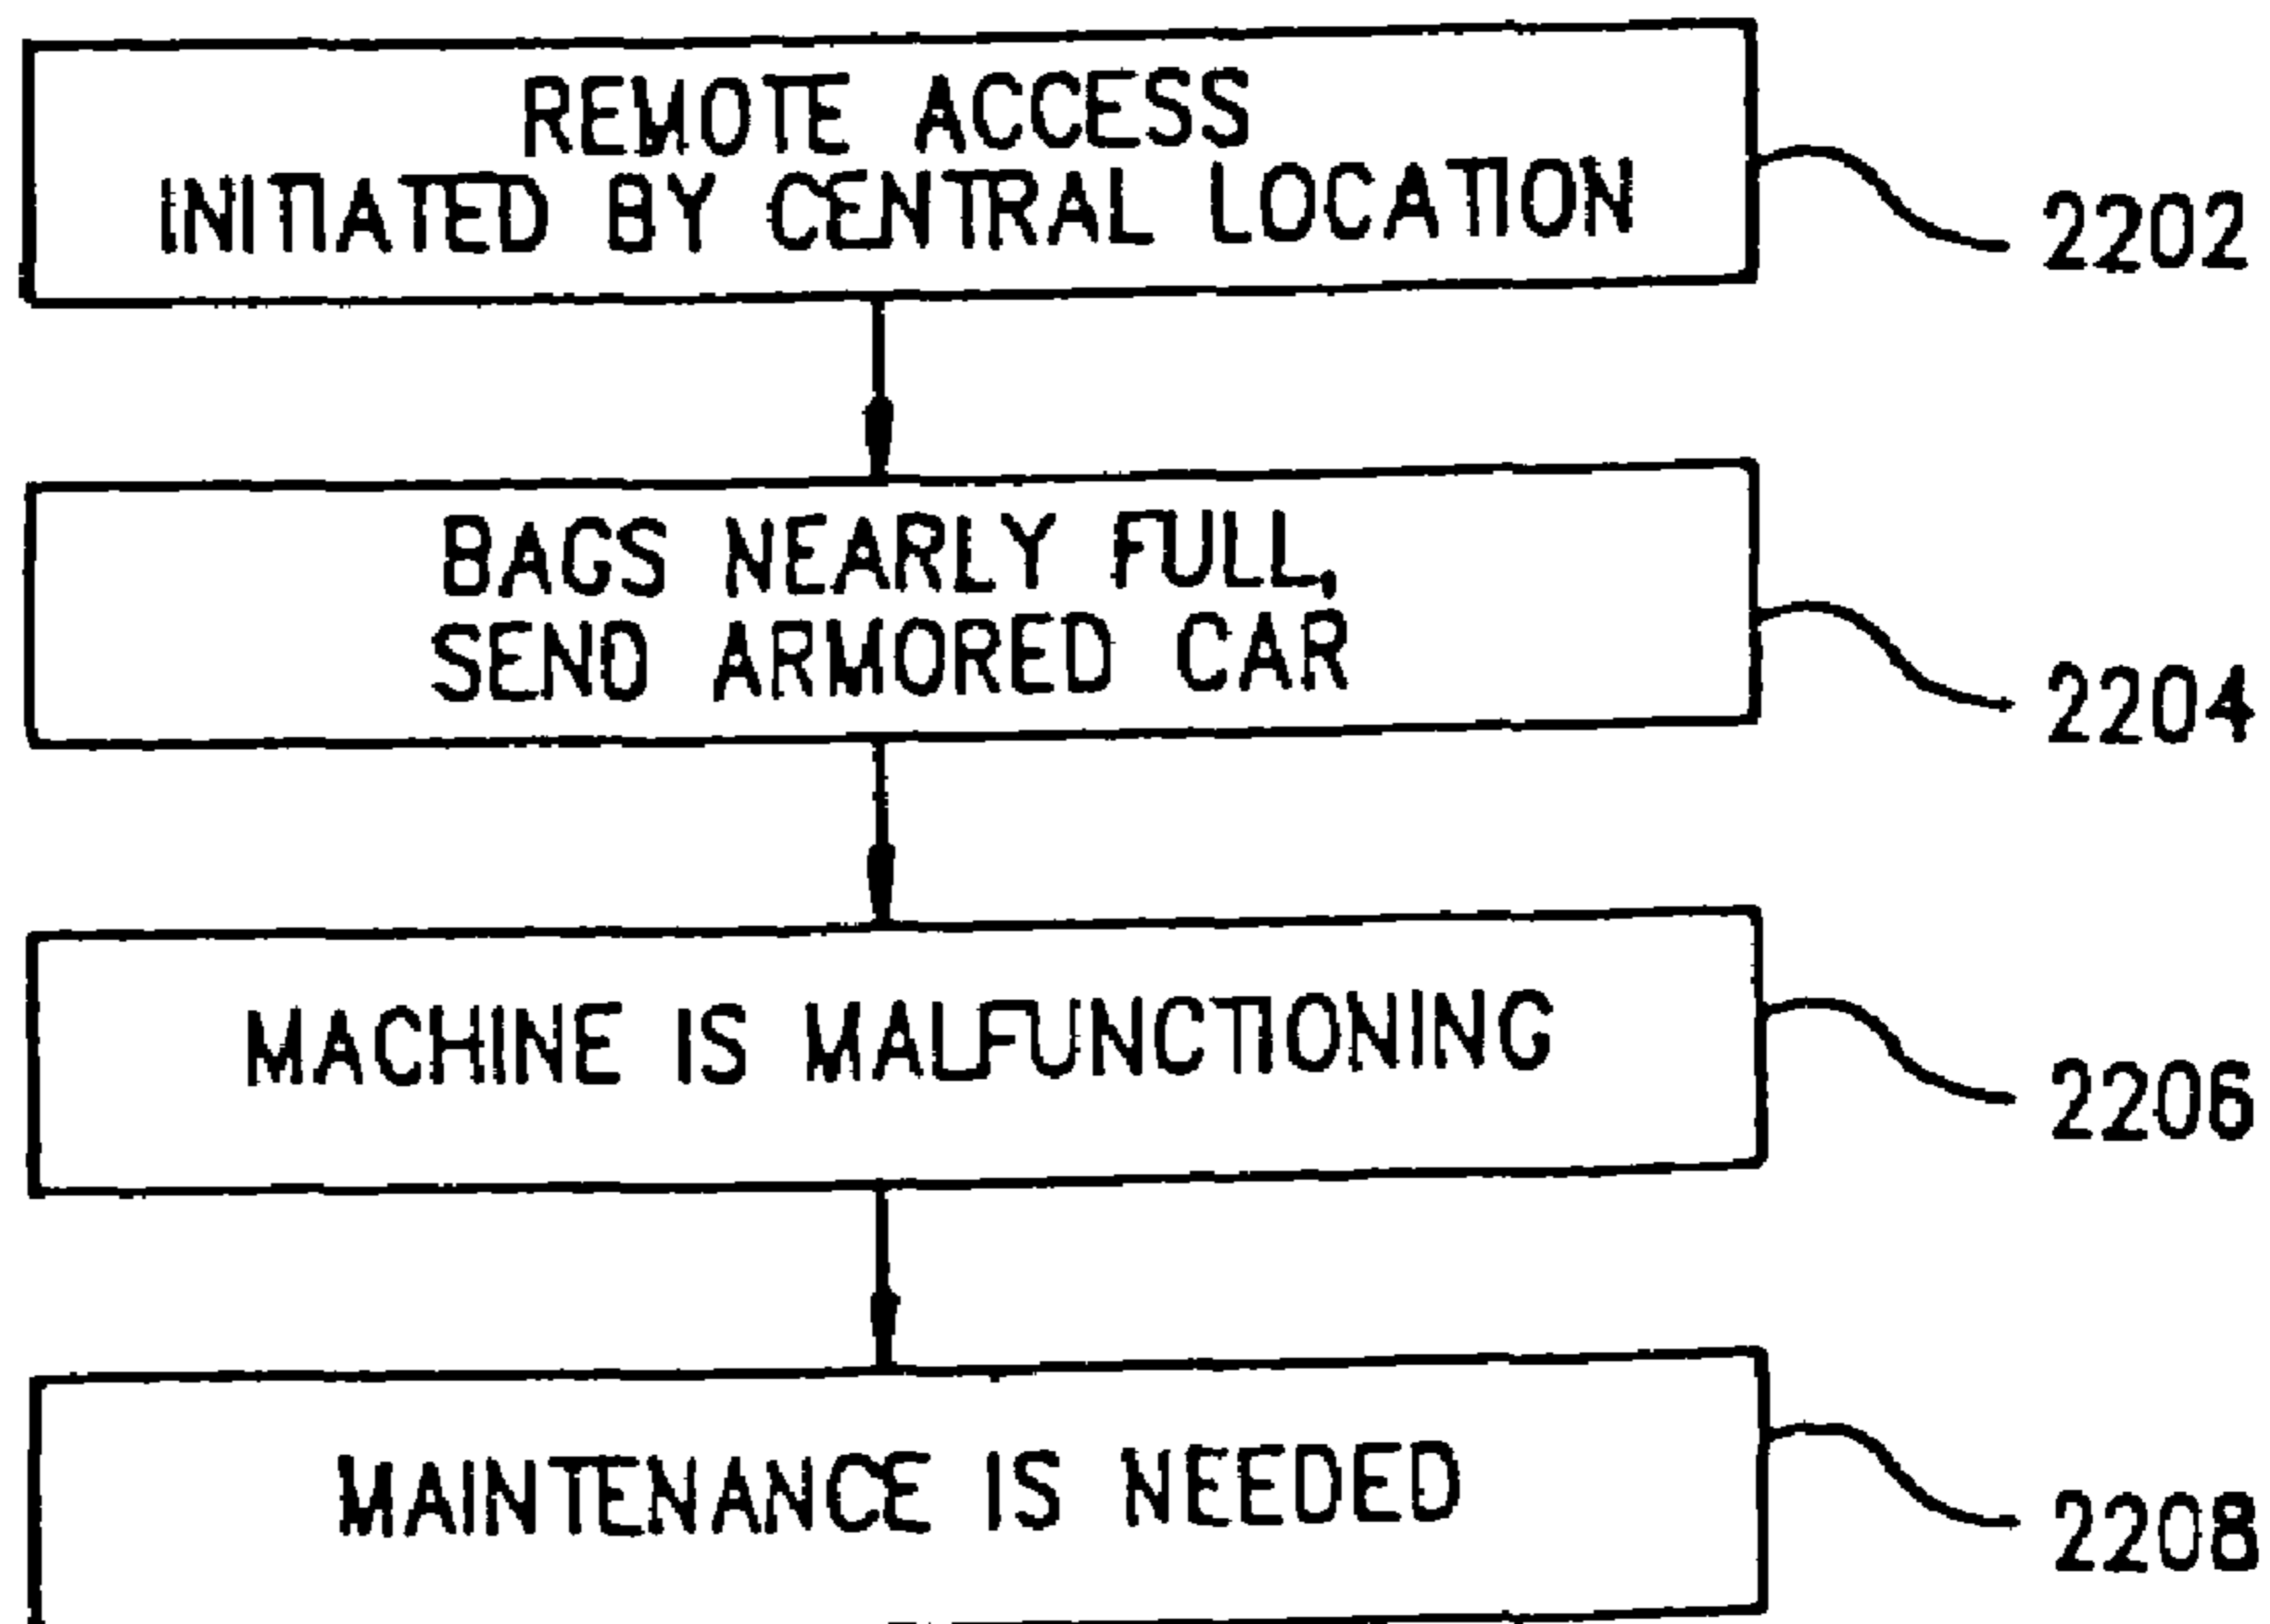 REMOTE ACCESS
INITIATED BY CENTRAL LOCATION
2202
BAGS NEARLY FULL,
SEND ARMORED CAR
2204
MACHINE IS MALFUNCTIONING
2206
MAINTENANCE IS NEEDED
2208